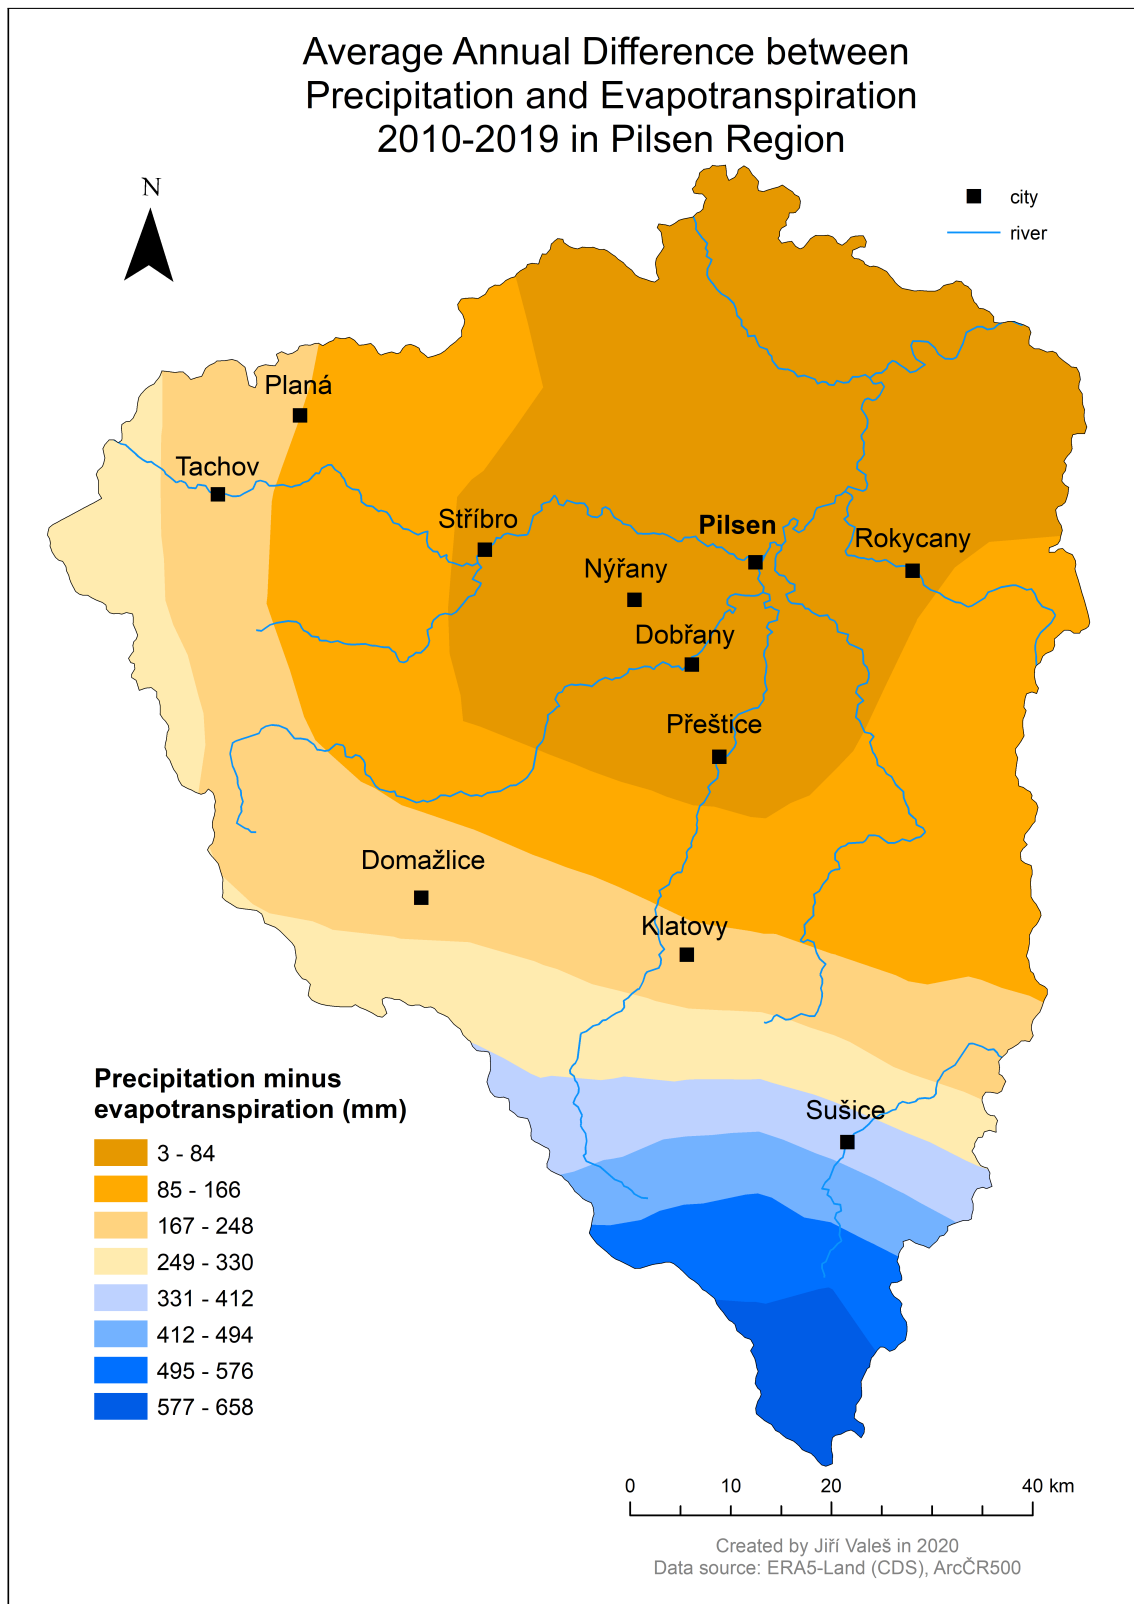 Average Annual Difference between
Precipitation and Evapotranspiration
2010-2019 in Pilsen Region
N
city
river
Planá
Tachov
Stříbro
Pilsen
Rokycany
Nýřany
Dobřany
Přeštice
Domažlice
Klatovy
Sušice
Precipitation minus
evapotranspiration (mm)
3 - 84
85 - 166
167 - 248
249 - 330
331 - 412
412 - 494
495 - 576
577 - 658
0 10 20 40 km
Created by Jiří Valeš in 2020
Data source: ERA5-Land (CDS), ArcČR500